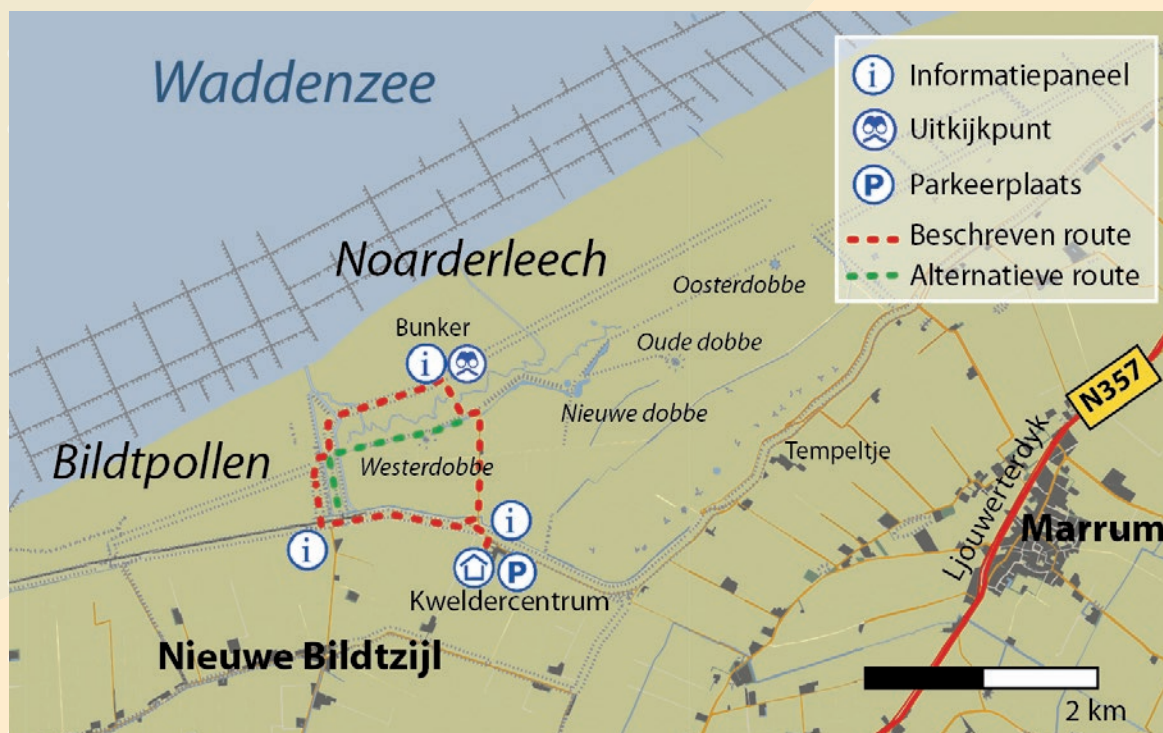 Waddenzee
i Informatiepaneel
Uitkijkpunt
P Parkeerplaats
Beschreven route
Alternatieve route
Noarderleech
Oosterdobbe
Bunker
i
Oude dobbe
Nieuwe dobbe
N357
Bildtpollen
Westerdobbe
Tempeltje
Ljouwerterdyk
Marrum
i
i
P
Kweldercentrum
Nieuwe Bildtzijl
2 km